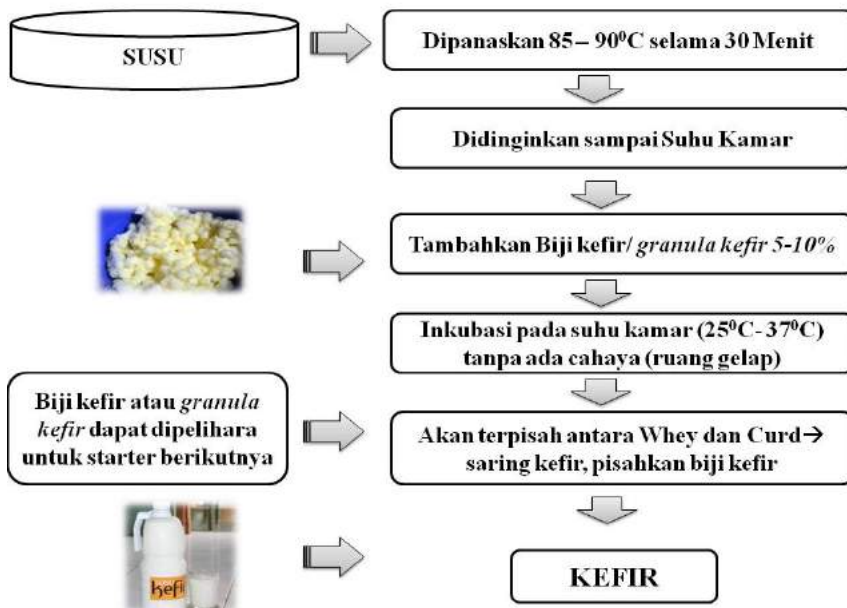 SUSU
Dipanaskan 85 – 90⁰C selama 30 Menit
Didinginkan sampai Suhu Kamar
Tambahkan Biji kefir/ granula kefir 5-10%
Inkubasi pada suhu kamar (25⁰C- 37⁰C)
tanpa ada cahaya (ruang gelap)
Biji kefir atau granula
kefir dapat dipelihara
untuk starter berikutnya
Akan terpisah antara Whey dan Curd→
saring kefir, pisahkan biji kefir
kefir
KEFIR